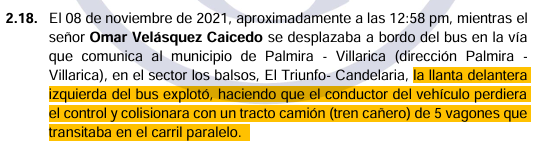 2.18. El 08 de noviembre de 2021, aproximadamente a las 12:58 pm, mientras el
señor Omar Velásquez Caicedo se desplazaba a bordo del bus en la vía
que comunica al municipio de Palmira - Villarica (dirección Palmira -
Villarica), en el sector los balsos, El Triunfo- Candelaria, la llanta delantera
izquierda del bus explotó, haciendo que el conductor del vehículo perdiera
el control y colisionara con un tracto camión (tren cañero) de 5 vagones que
transitaba en el carril paralelo.